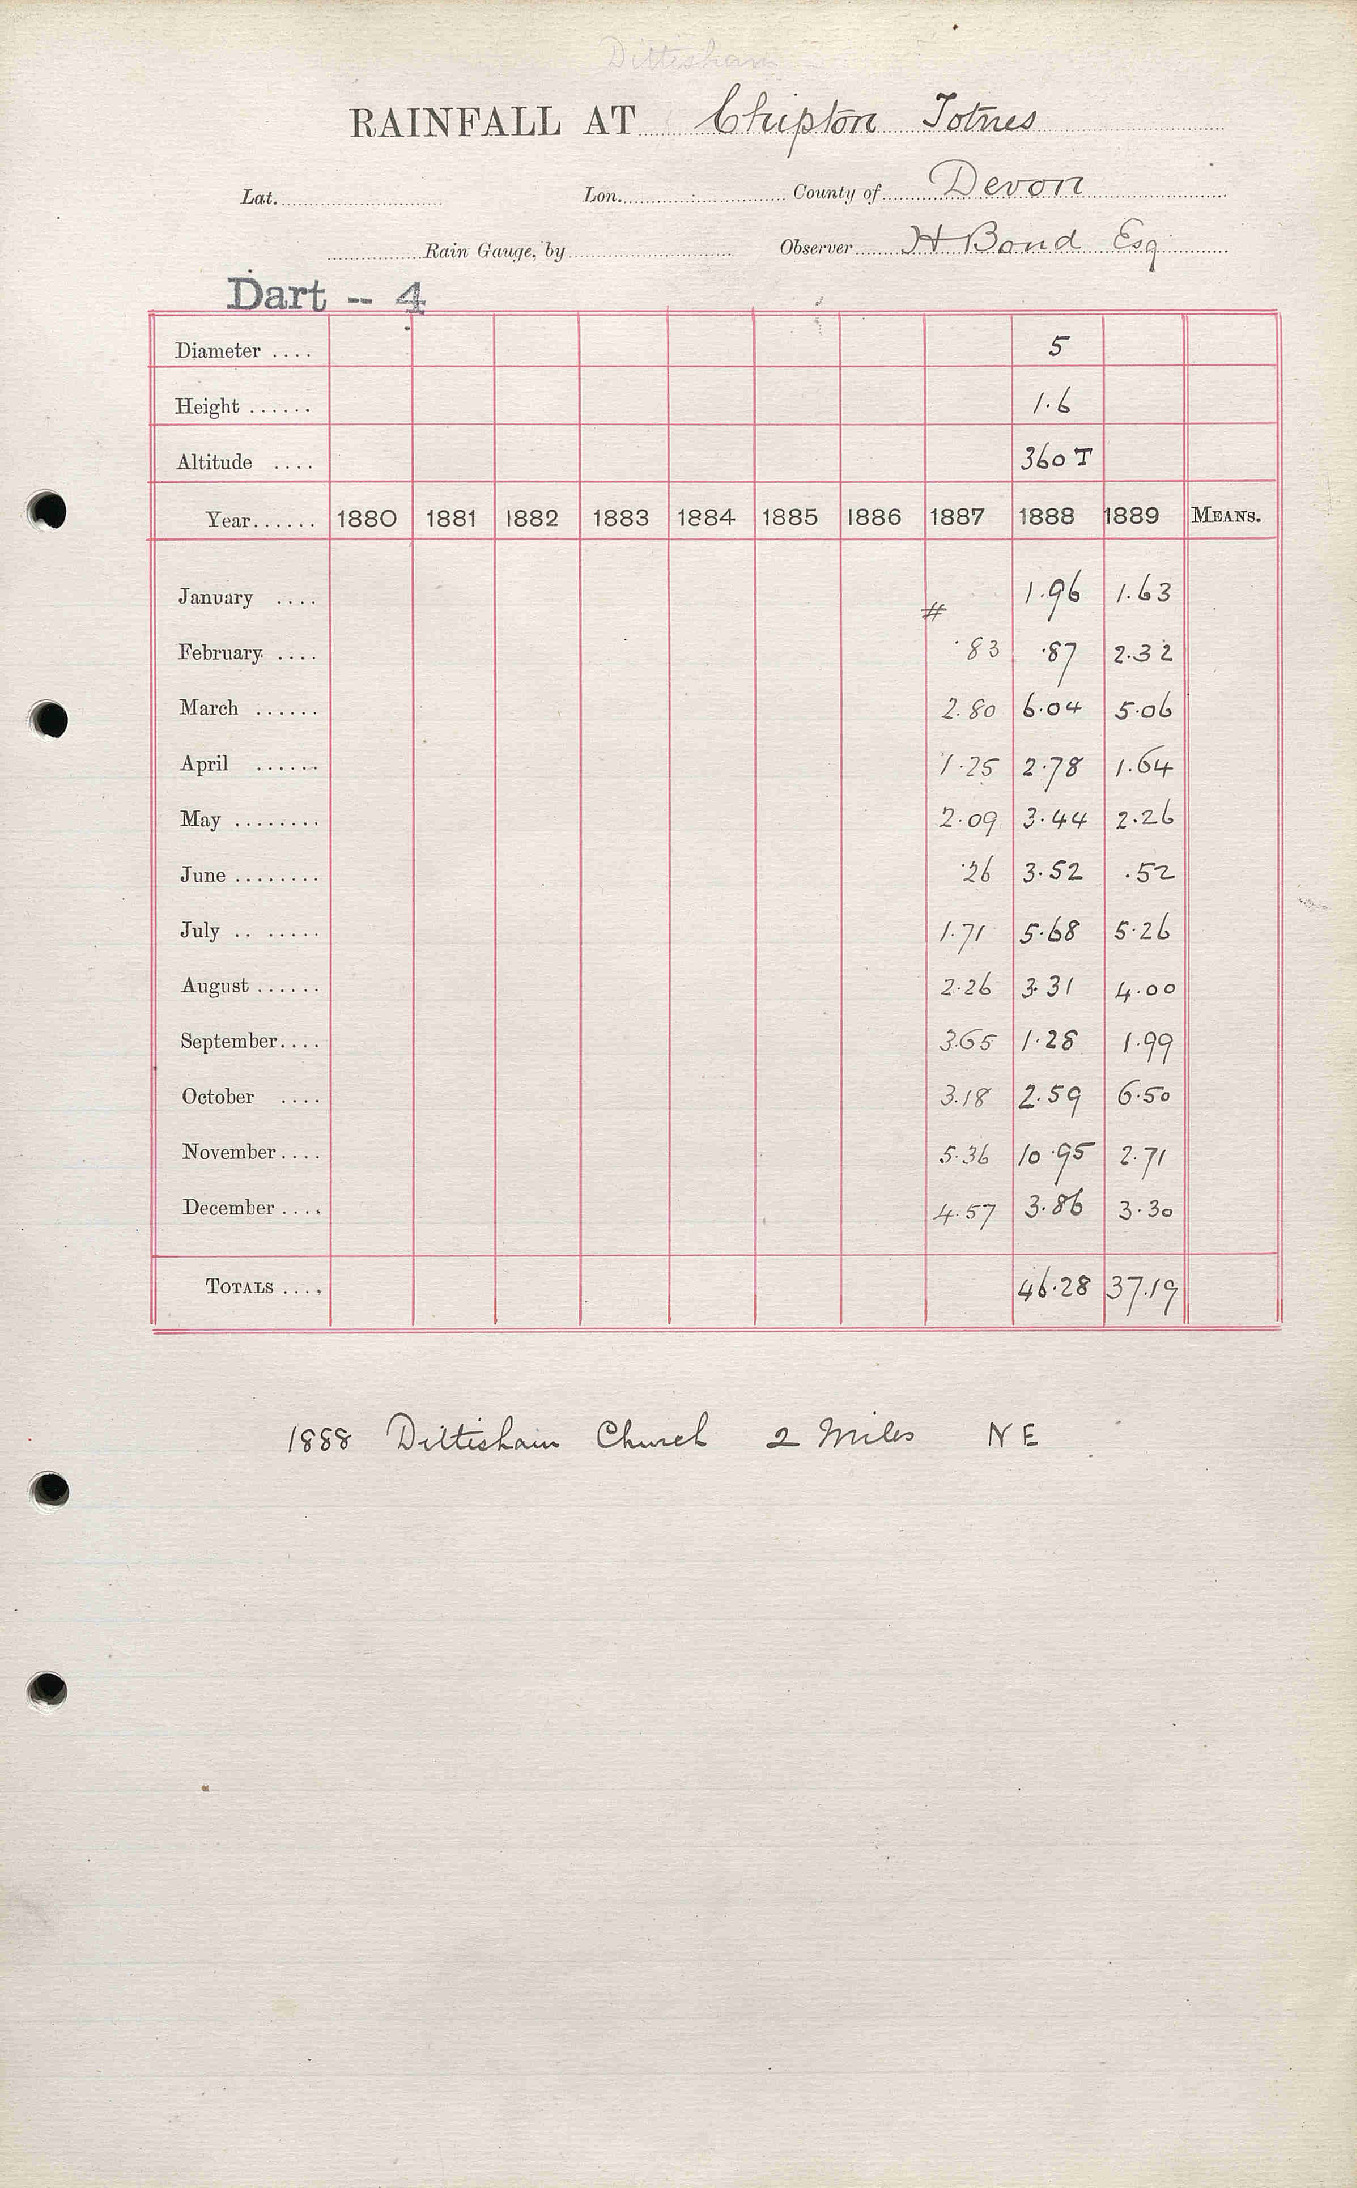 Dittisham
RAINFALL AT Chipton Totnes
Lat. Lon. County of Devon
Rain Gauge, by Observer H Bond Esq
Dart -- 4
Diameter .... 5
Height ...... 1.6
Altitude .... 360 T
Year...... 1880 1881 1882 1883 1884 1885 1886 1887 1888 1889 MEANS.
January .... # 1.96 1.63
February .... .83 .87 2.32
March ...... 2.80 6.04 5.06
April ...... 1.25 2.78 1.64
May ........ 2.09 3.44 2.26
June ........ .26 3.52 .52
July .. ..... 1.71 5.68 5.26
August ...... 2.26 3.31 4.00
September.... 3.65 1.28 1.99
October .... 3.18 2.59 6.50
November.... 5.36 10.95 2.71
December .... 4.57 3.86 3.30
TOTALS .... 46.28 37.19
1888 Dittisham Church 2 Miles NE